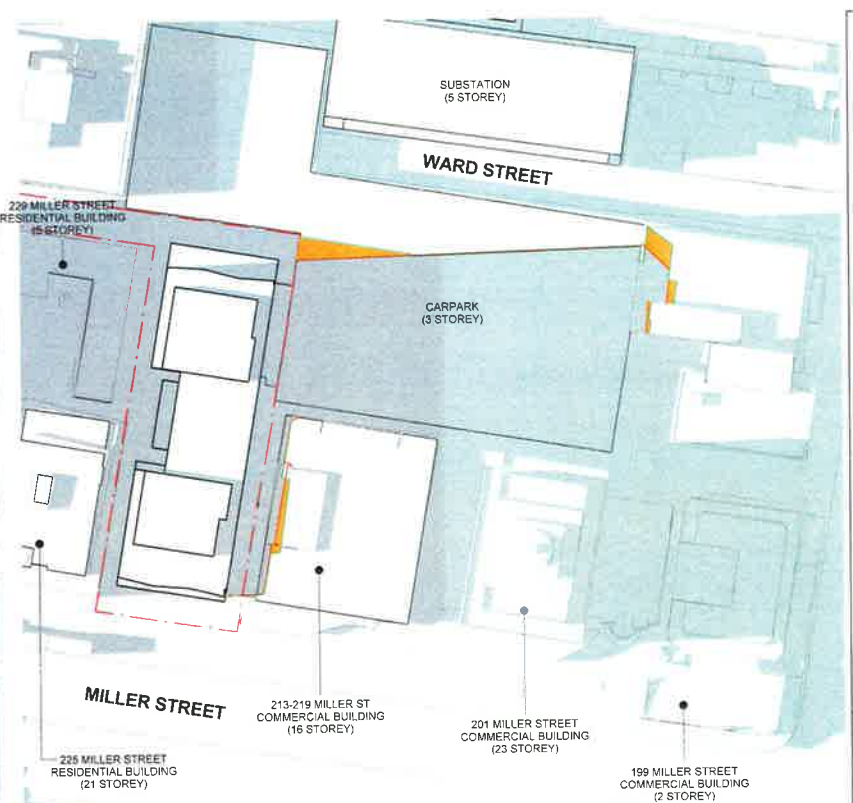 SUBSTATION
(5 STOREY)
WARD STREET
229 MILLER STREET
RESIDENTIAL BUILDING
(5 STOREY)
CARPARK
(3 STOREY)
MILLER STREET
213-219 MILLER ST
COMMERCIAL BUILDING
(16 STOREY)
201 MILLER STREET
COMMERCIAL BUILDING
(23 STOREY)
225 MILLER STREET
RESIDENTIAL BUILDING
(21 STOREY)
199 MILLER STREET
COMMERCIAL BUILDING
(2 STOREY)